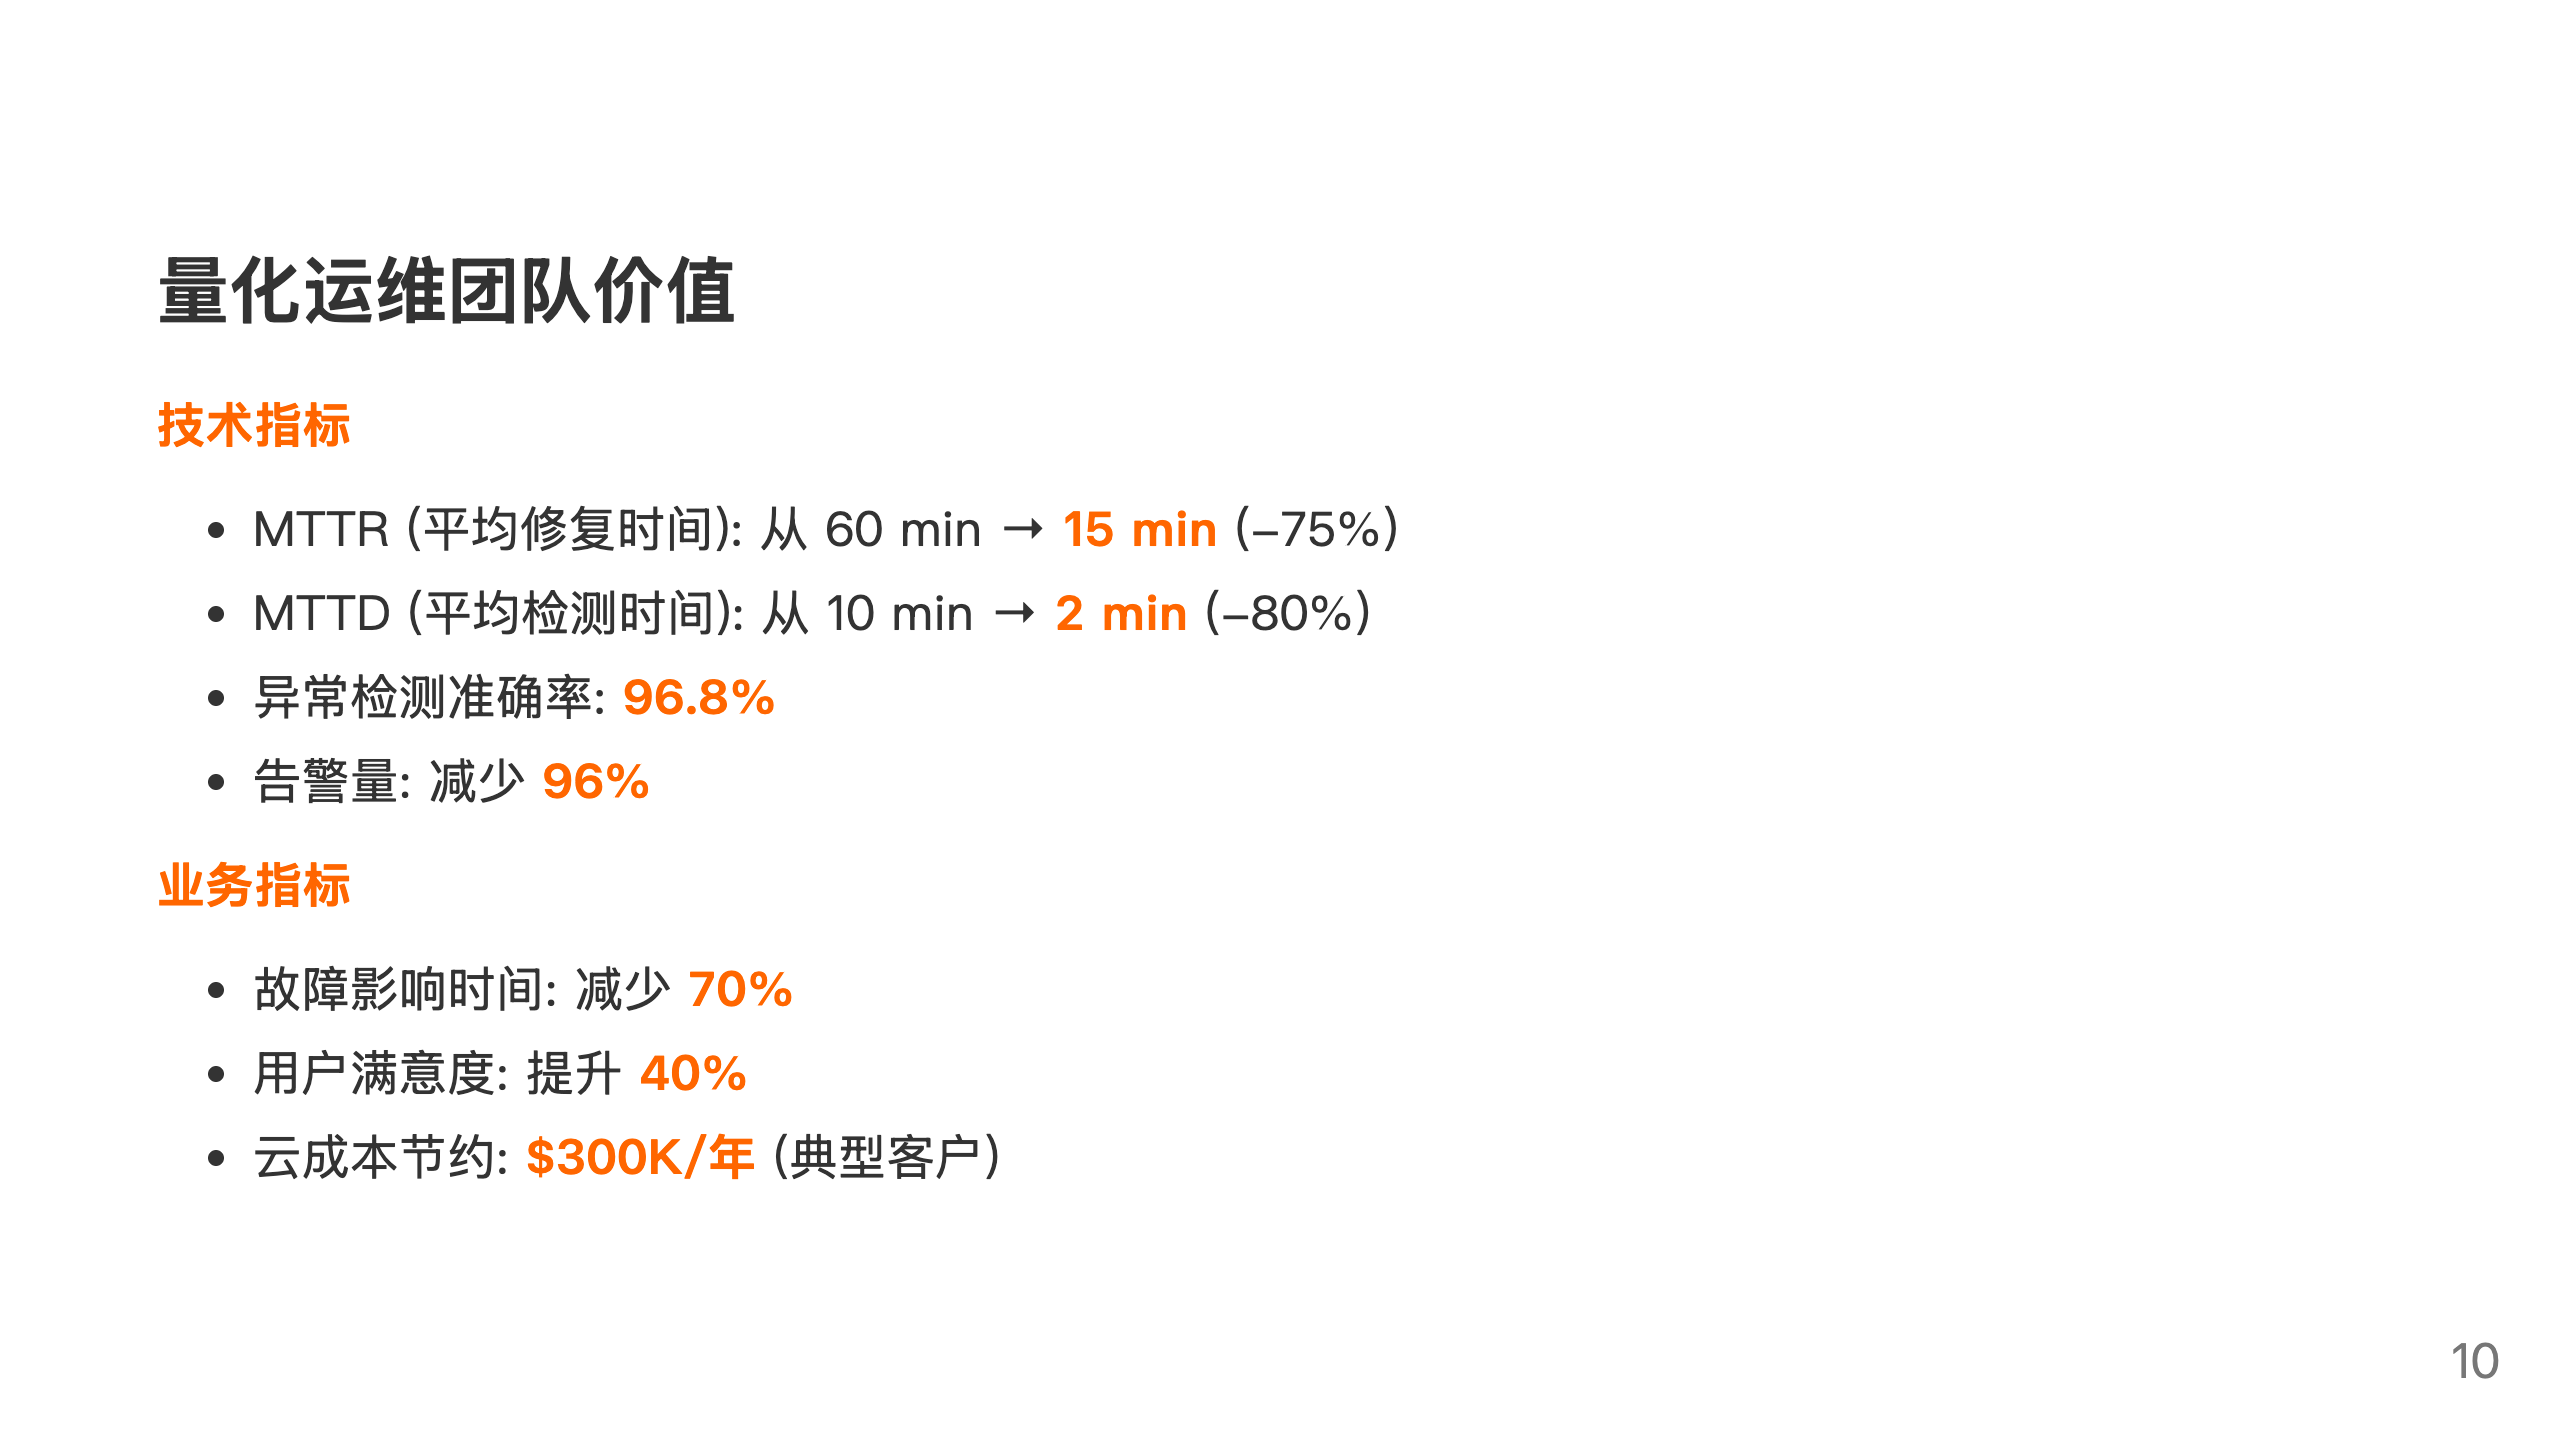 量化运维团队价值
技术指标
• MTTR (平均修复时间): 从 60 min → 15 min (–75%)
• MTTD (平均检测时间): 从 10 min → 2 min (–80%)
• 异常检测准确率: 96.8%
• 告警量: 减少 96%
业务指标
• 故障影响时间: 减少 70%
• 用户满意度: 提升 40%
• 云成本节约: $300K/年 (典型客户)
10